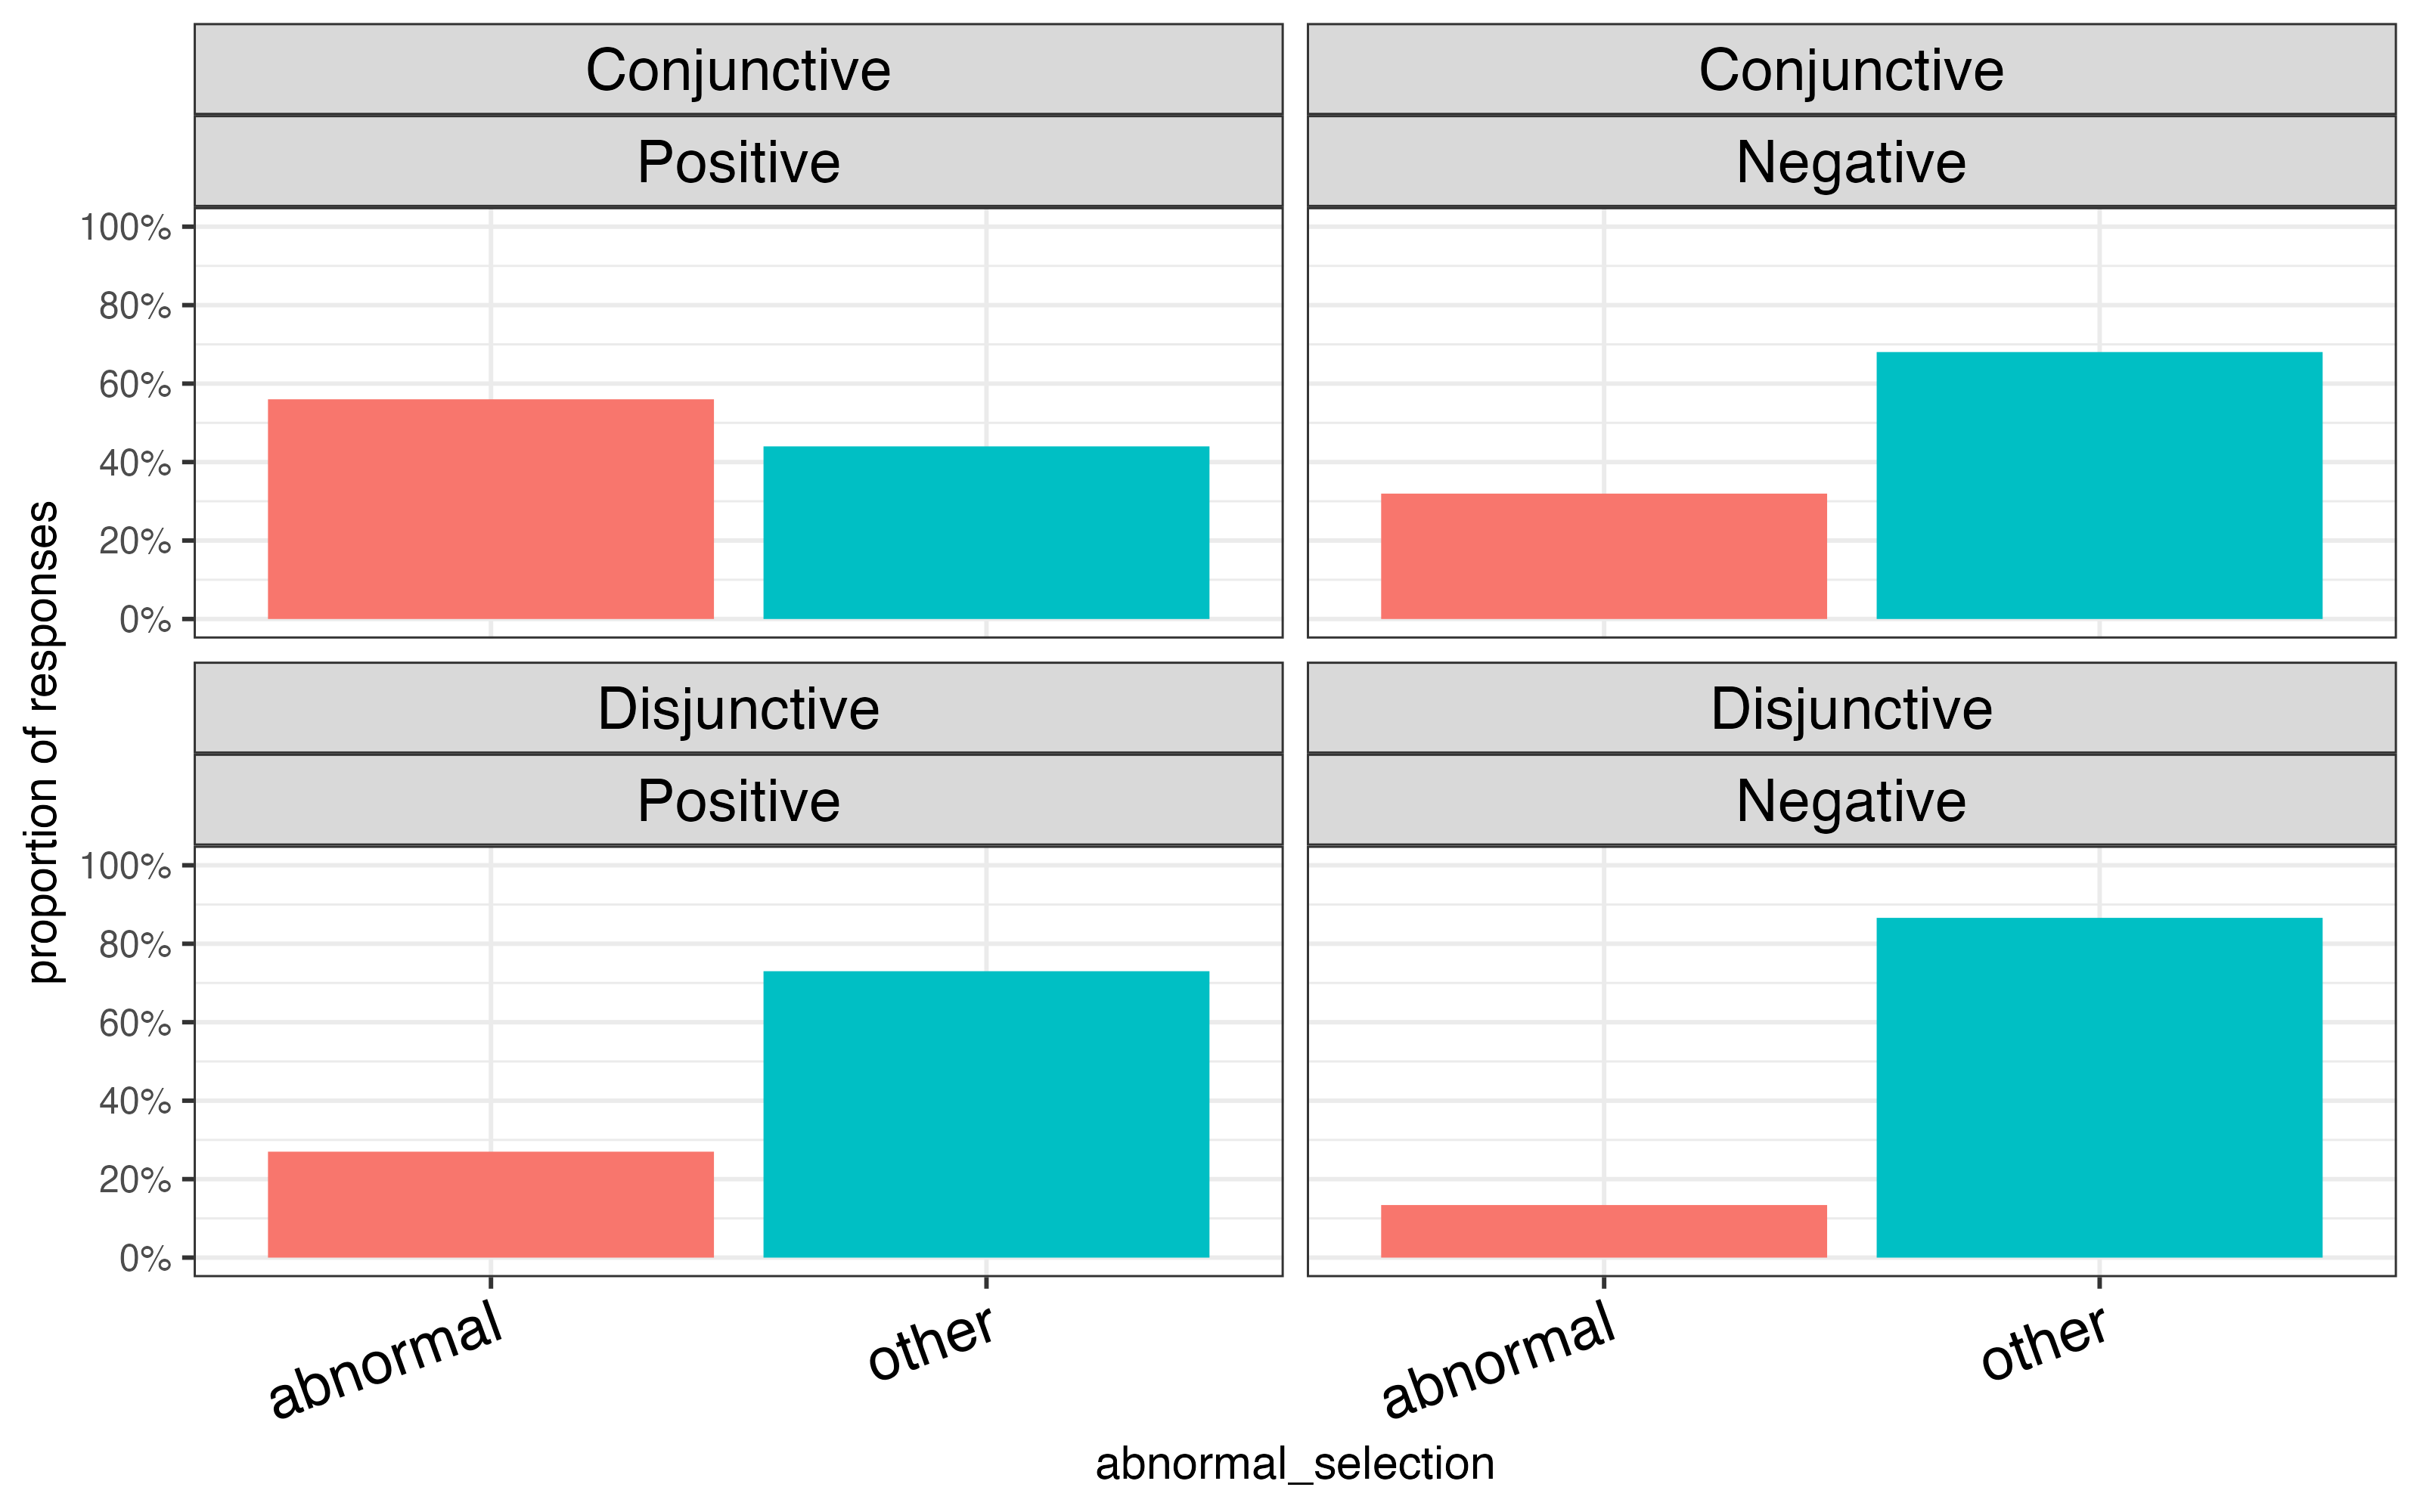 Conjunctive
Positive
Conjunctive
Negative
100%
80%
60%
40%
20%
0%
Disjunctive
Positive
Disjunctive
Negative
100%
80%
60%
40%
20%
0%
abnormal
other
abnormal
other
abnormal_selection
proportion of responses